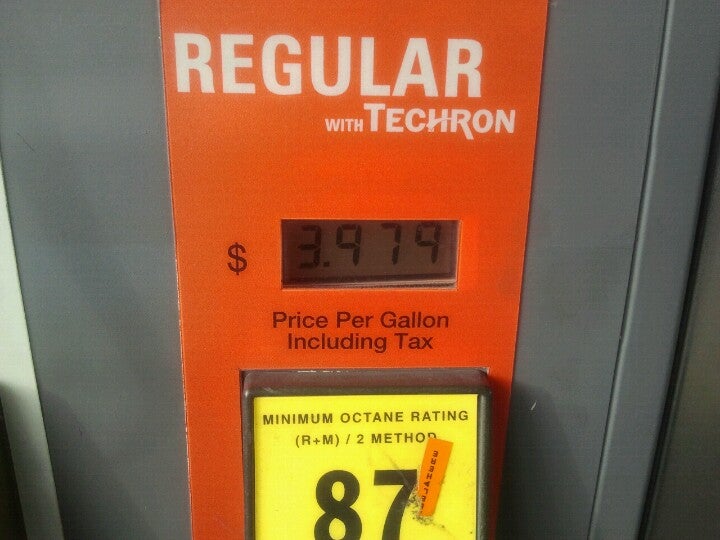 REGULAR
WITH TECHRON
$ 3.979
Price Per Gallon
Including Tax
MINIMUM OCTANE RATING
(R+M) / 2 METHOD
87